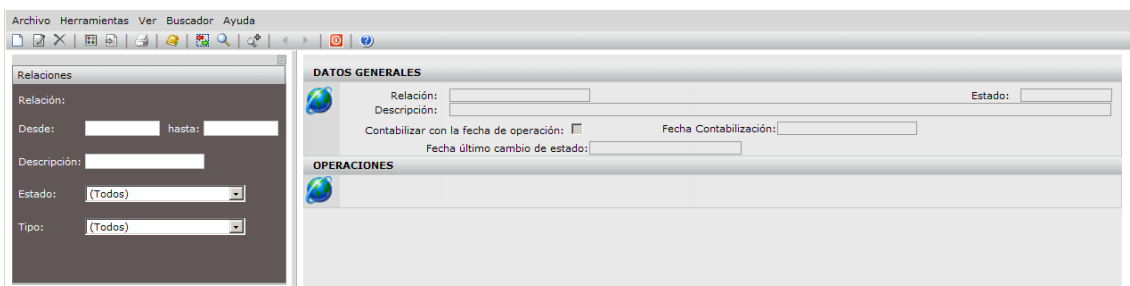 Archivo Herramientas Ver Buscador Ayuda
Relaciones
Relación:
Desde: hasta:
Descripción:
Estado: (Todos)
Tipo: (Todos)
DATOS GENERALES
Relación: Estado:
Descripción:
Contabilizar con la fecha de operación: Fecha Contabilización:
Fecha último cambio de estado:
OPERACIONES